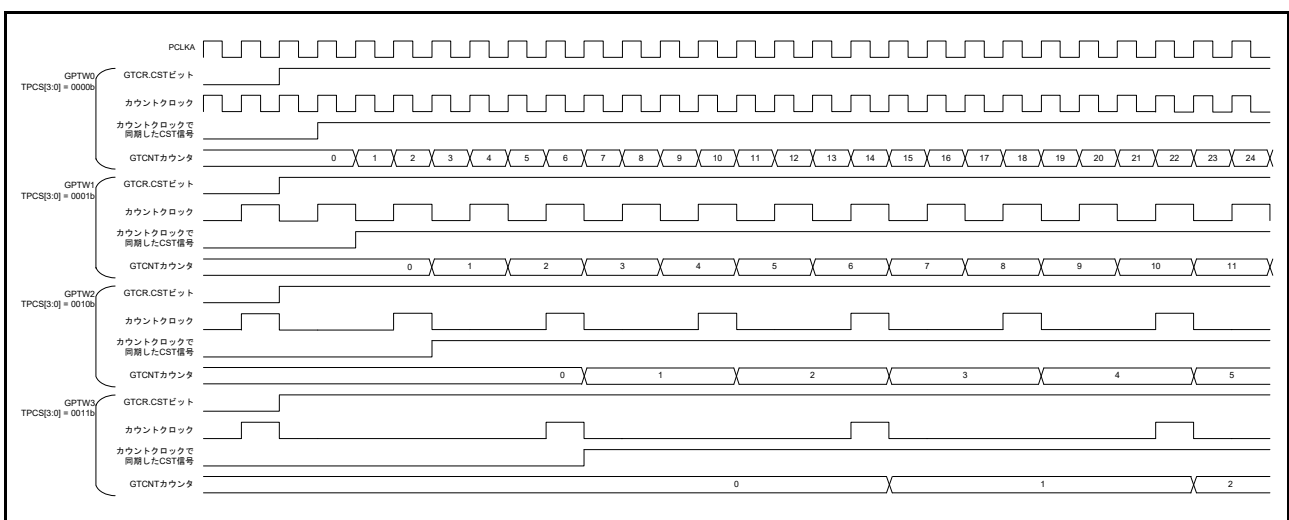 PCLKA
GPTW0
TPCS[3:0] = 0000b
GTCR.CSTビット
カウントクロック
カウントクロックで
同期したCST信号
GTCNTカウンタ
0 1 2 3 4 5 6 7 8 9 10 11 12 13 14 15 16 17 18 19 20 21 22 23 24
GPTW1
TPCS[3:0] = 0001b
GTCR.CSTビット
カウントクロック
カウントクロックで
同期したCST信号
GTCNTカウンタ
0 1 2 3 4 5 6 7 8 9 10 11
GPTW2
TPCS[3:0] = 0010b
GTCR.CSTビット
カウントクロック
カウントクロックで
同期したCST信号
GTCNTカウンタ
0 1 2 3 4 5
GPTW3
TPCS[3:0] = 0011b
GTCR.CSTビット
カウントクロック
カウントクロックで
同期したCST信号
GTCNTカウンタ
0 1 2